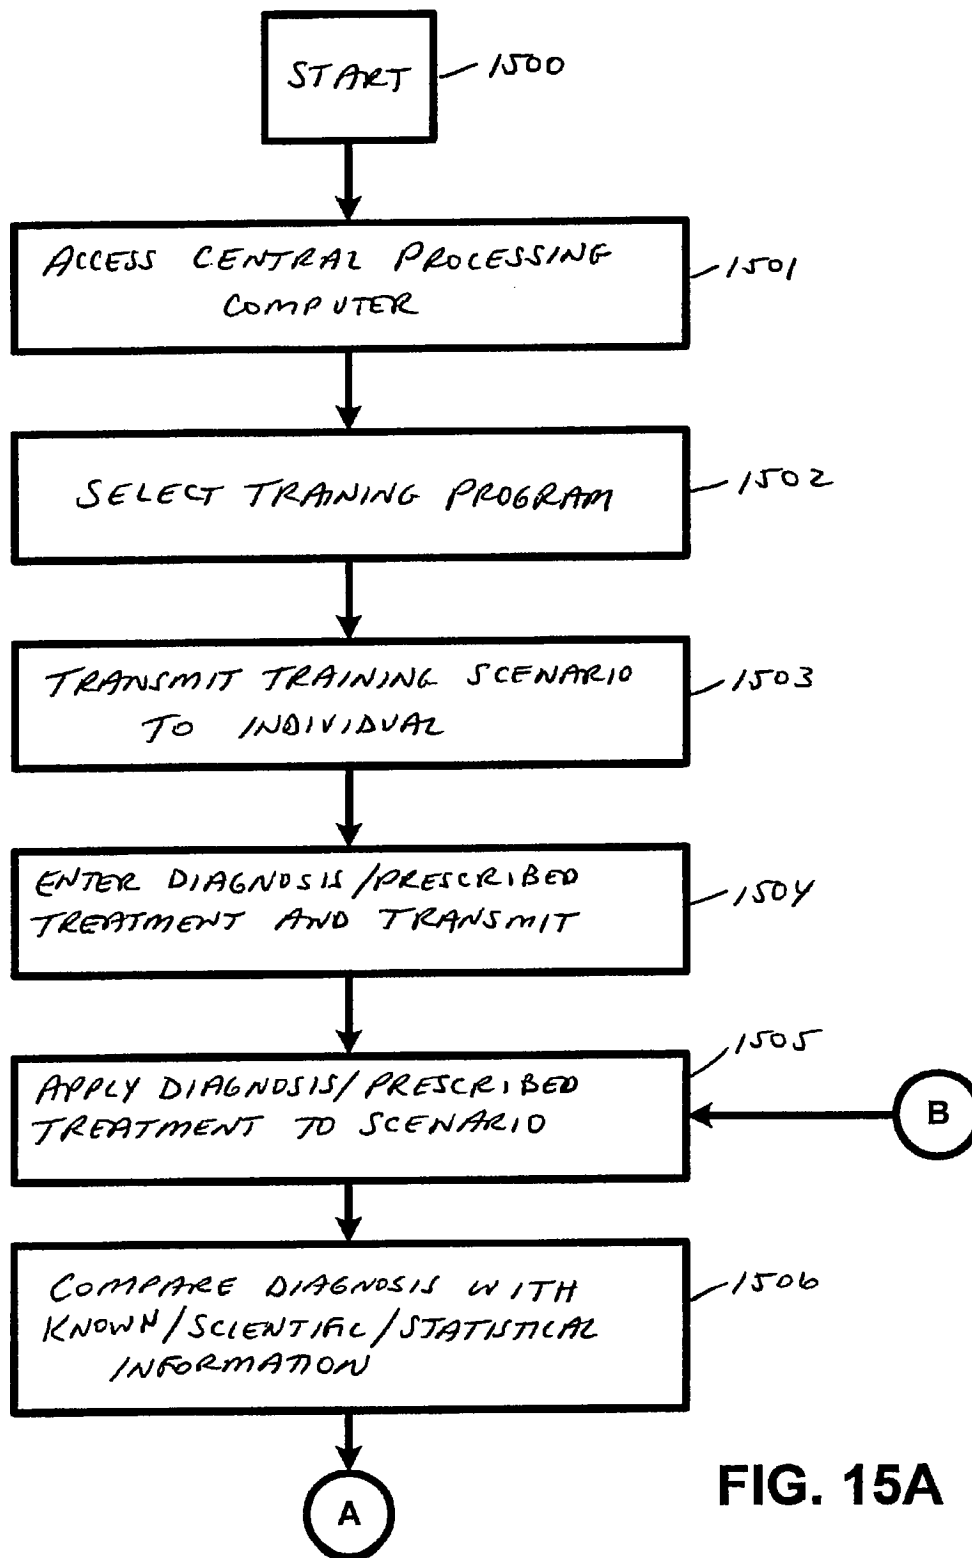 START
1500
ACCESS CENTRAL PROCESSING
COMPUTER
1501
SELECT TRAINING PROGRAM
1502
TRANSMIT TRAINING SCENARIO
TO INDIVIDUAL
1503
ENTER DIAGNOSIS/PRESCRIBED
TREATMENT AND TRANSMIT
1504
APPLY DIAGNOSIS/PRESCRIBED
TREATMENT TO SCENARIO
1505
B
COMPARE DIAGNOSIS WITH
KNOWN/SCIENTIFIC/STATISTICAL
INFORMATION
1506
A
FIG. 15A